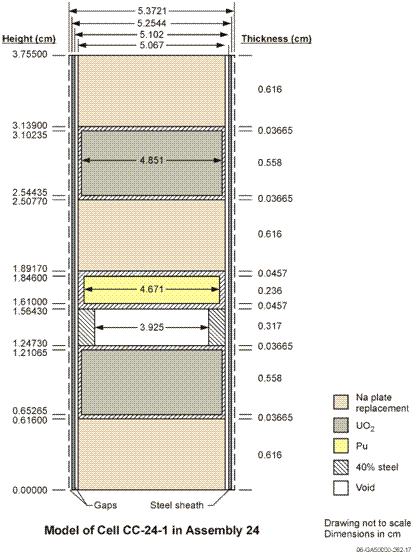 5.3721
5.2544
5.102
5.067
Height (cm)
Thickness (cm)
3.75500
0.616
3.13900
0.03665
3.10235
4.851
0.558
2.54435
0.03665
2.50770
0.616
1.89170
0.0457
1.84600
4.671
0.236
1.61000
0.0457
1.56430
3.925
0.317
1.24730
0.03665
1.21065
0.558
0.65265
0.03665
0.61600
0.616
0.00000
Na plate replacement
UO2
Pu
40% steel
Void
Gaps
Steel sheath
Model of Cell CC-24-1 in Assembly 24
Drawing not to scale
Dimensions in cm